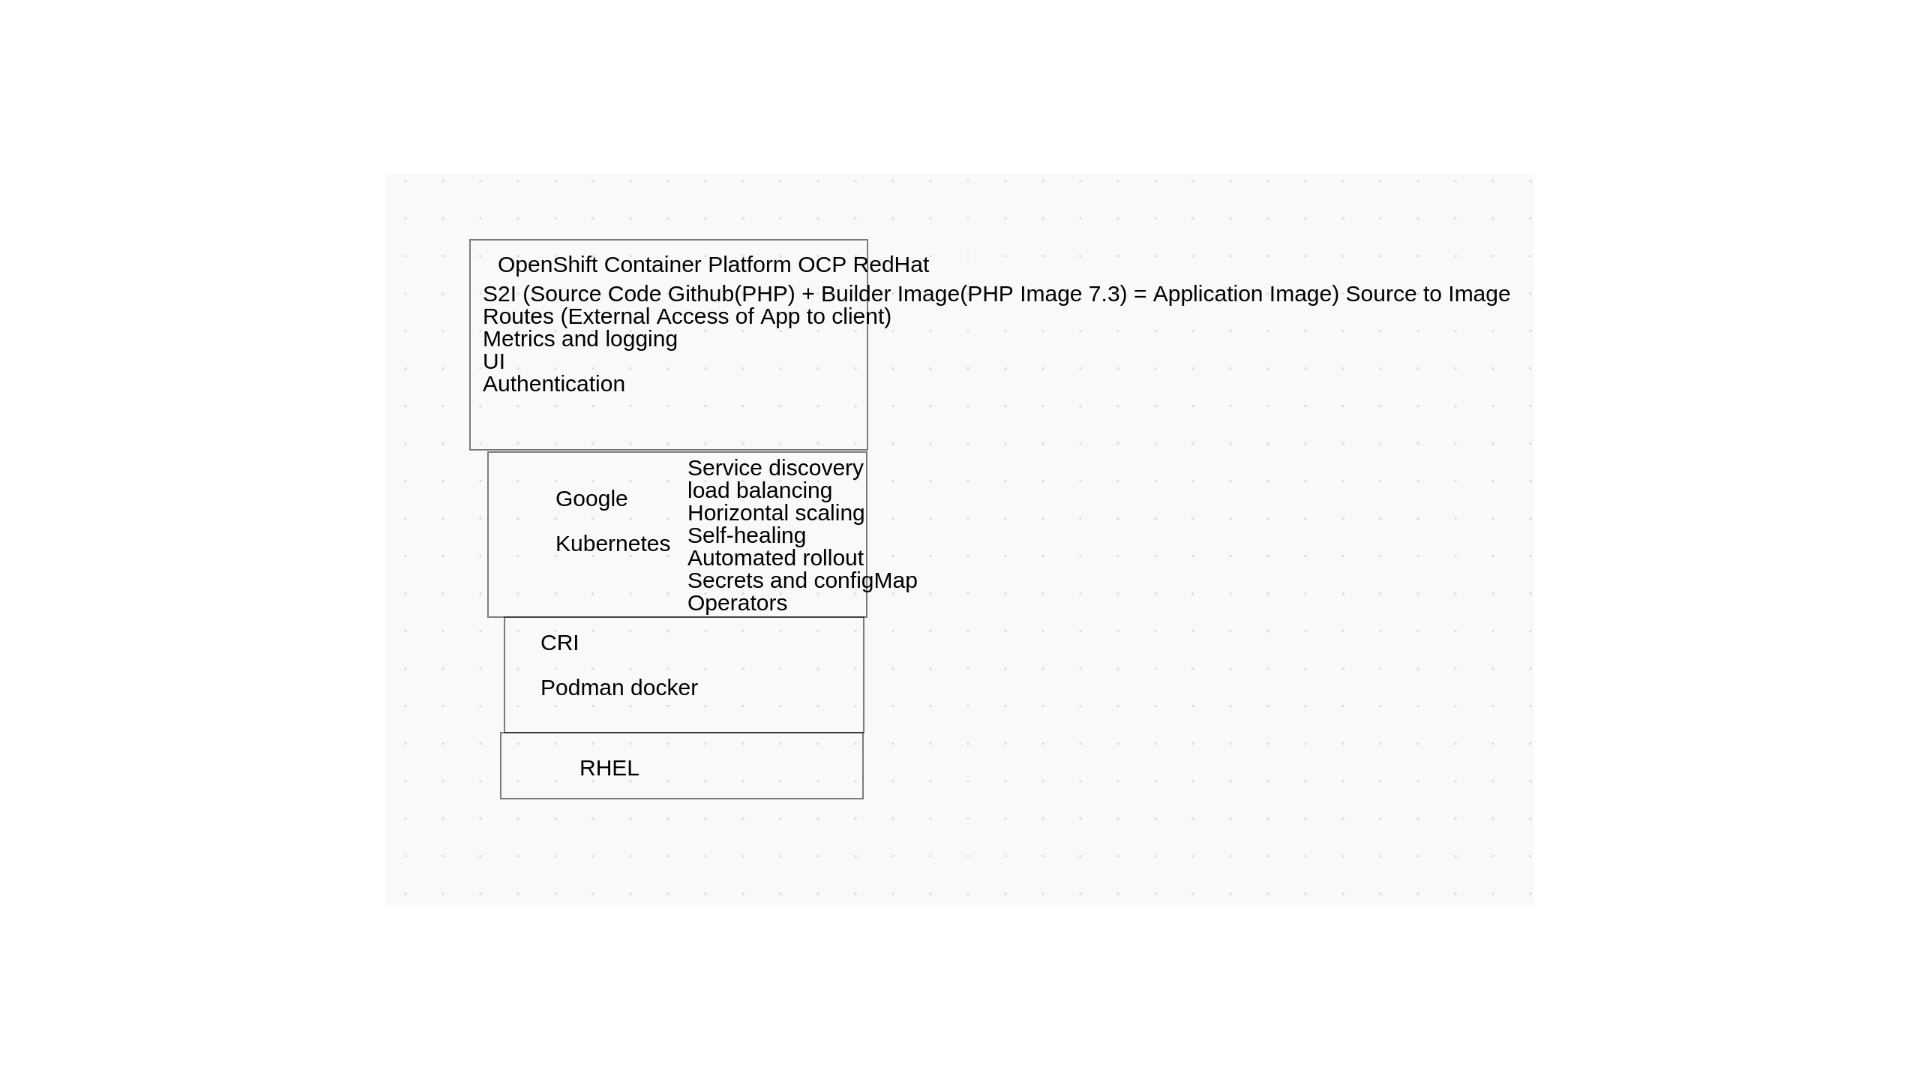 OpenShift Container Platform OCP RedHat
S2I (Source Code Github(PHP) + Builder Image(PHP Image 7.3) = Application Image) Source to Image
Routes (External Access of App to client)
Metrics and logging
UI
Authentication
Google
Kubernetes
Service discovery
load balancing
Horizontal scaling
Self-healing
Automated rollout
Secrets and configMap
Operators
CRI
Podman docker
RHEL